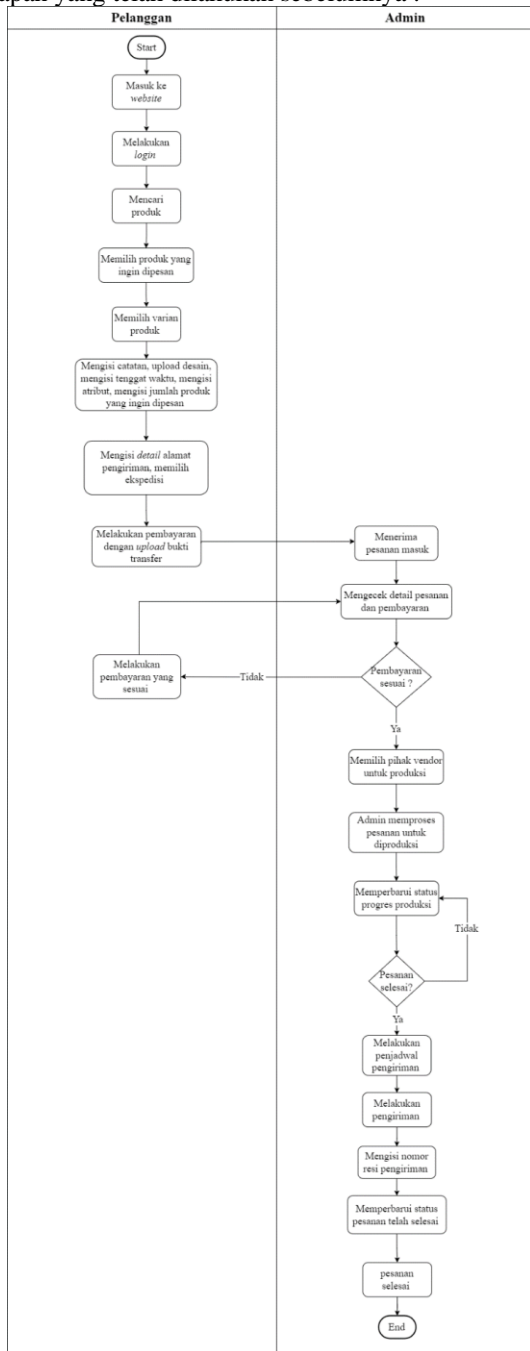 yang telah dilakukan sebelumnya .
Pelanggan
Admin
Start
Masuk ke
website
Melakukan
login
Mencari
produk
Memilih produk yang
ingin dipesan
Memilih varian
produk
Mengisi catatan, upload desain,
mengisi tenggat waktu, mengisi
atribut, mengisi jumlah produk
yang ingin dipesan
Mengisi detail alamat
pengiriman, memilih
ekspedisi
Melakukan pembayaran
dengan upload bukti
transfer
Menerima
pesanan masuk
Mengecek detail pesanan
dan pembayaran
Pembayaran
sesuai ?
Tidak
Melakukan
pembayaran yang
sesuai
Ya
Memilih pihak vendor
untuk produksi
Admin memproses
pesanan untuk
diproduksi
Memperbarui status
progres produksi
Tidak
Pesanan
selesai?
Ya
Melakukan
penjadwal
pengiriman
Melakukan
pengiriman
Mengisi nomor
resi pengiriman
Memperbarui status
pesanan telah selesai
pesanan
selesai
End